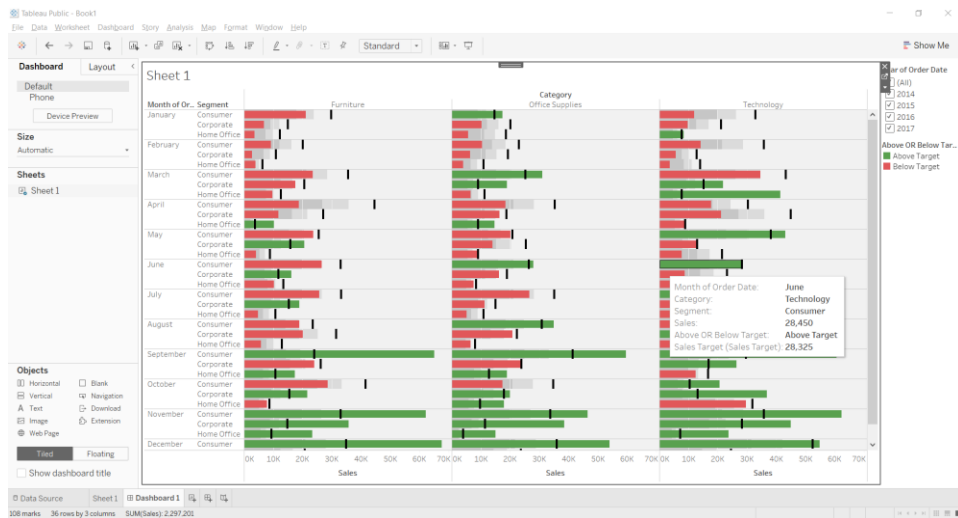 Tableau Public - Book1
File Data Worksheet Dashboard Story Analysis Map Format Window Help
Standard
Show Me
Dashboard Layout
Default
Phone
Device Preview
Size
Automatic
Sheets
Sheet 1
Objects
Horizontal Blank
Vertical Navigation
Text Download
Image Extension
Web Page
Tiled Floating
Show dashboard title
Sheet 1
Category
Month of Or.. Segment Furniture Office Supplies Technology
January Consumer
Corporate
Home Office
February Consumer
Corporate
Home Office
March Consumer
Corporate
Home Office
April Consumer
Corporate
Home Office
May Consumer
Corporate
Home Office
June Consumer
Corporate
Home Office
July Consumer
Corporate
Home Office
August Consumer
Corporate
Home Office
September Consumer
Corporate
Home Office
October Consumer
Corporate
Home Office
November Consumer
Corporate
Home Office
December Consumer
0K 10K 20K 30K 40K 50K 60K 70K 0K 10K 20K 30K 40K 50K 60K 70K 0K 10K 20K 30K 40K 50K 60K 70K
Sales Sales Sales
Month of Order Date: June
Category: Technology
Segment: Consumer
Sales: 28,450
Above OR Below Target: Above Target
Sales Target (Sales Target): 28,325
ar of Order Date
(All)
2014
2015
2016
2017
Above OR Below Tar...
Above Target
Below Target
Data Source Sheet 1 Dashboard 1
108 marks 36 rows by 3 columns SUM(Sales): 2,297,201